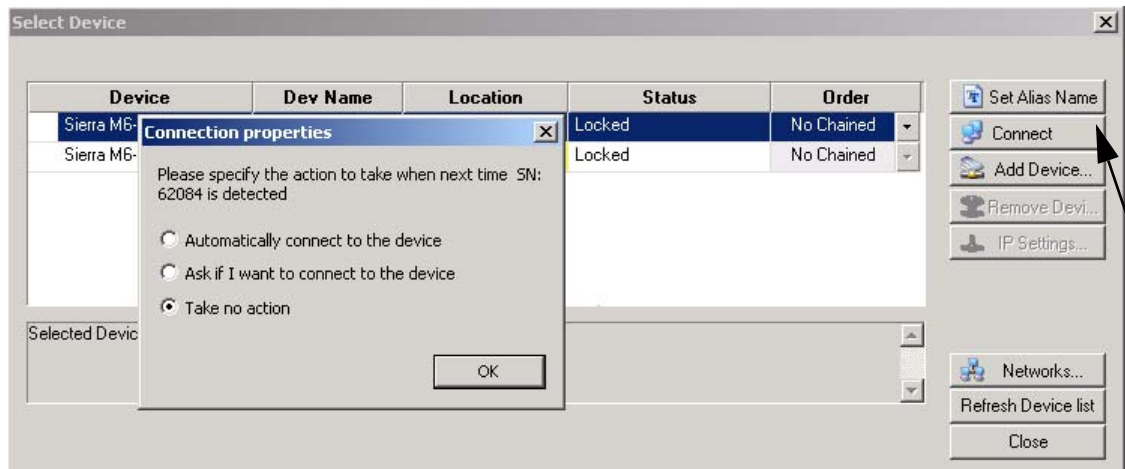 Select Device
Device Dev Name Location Status Order
Sierra M6- Locked No Chained
Sierra M6- Locked No Chained
Connection properties
Please specify the action to take when next time SN:
62084 is detected
Automatically connect to the device
Ask if I want to connect to the device
Take no action
OK
Selected Devic
Set Alias Name
Connect
Add Device...
Remove Devi...
IP Settings...
Networks...
Refresh Device list
Close